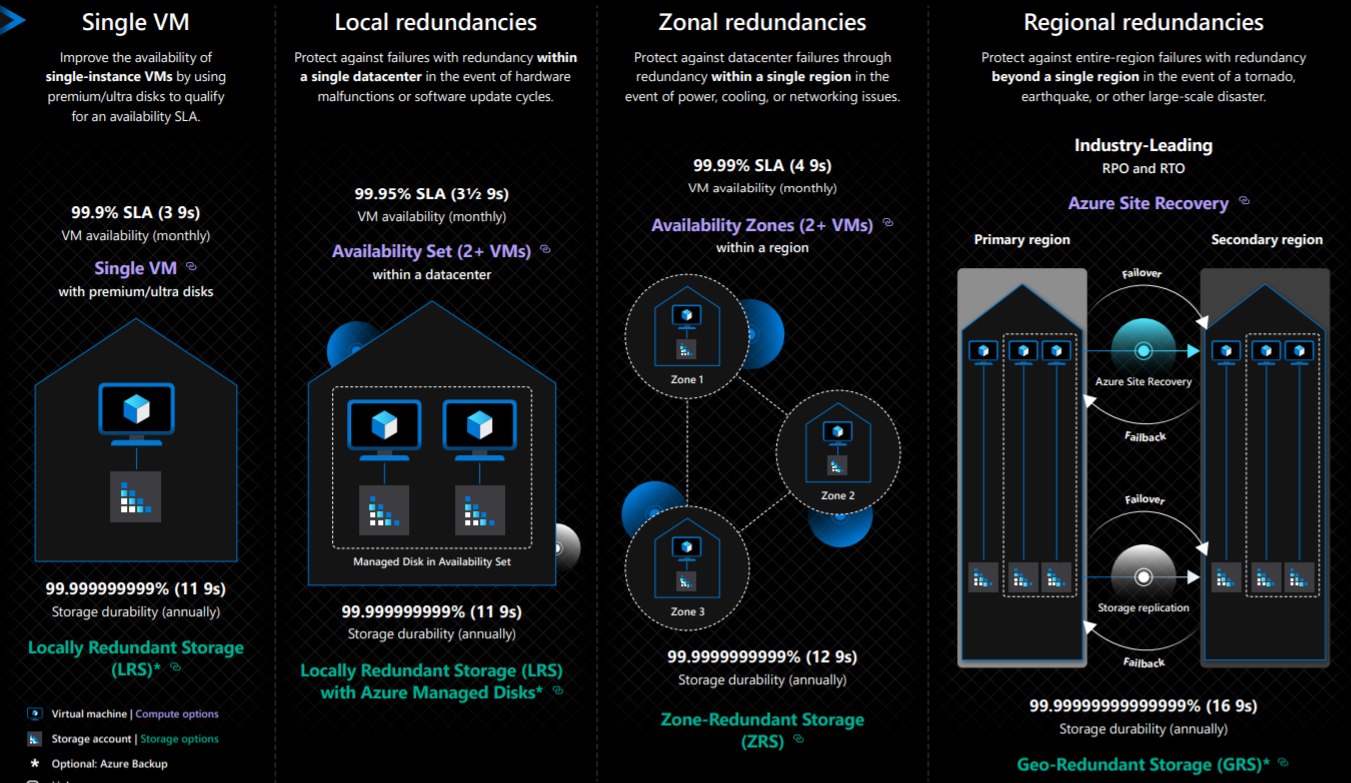 Single VM
Improve the availability of
single-instance VMs by using
premium/ultra disks to qualify
for an availability SLA.
99.9% SLA (3 9s)
VM availability (monthly)
Single VM
with premium/ultra disks
99.999999999% (11 9s)
Storage durability (annually)
Locally Redundant Storage
(LRS)*
Virtual machine | Compute options
Storage account | Storage options
* Optional: Azure Backup
Local redundancies
Protect against failures with redundancy within
a single datacenter in the event of hardware
malfunctions or software update cycles.
99.95% SLA (3½ 9s)
VM availability (monthly)
Availability Set (2+ VMs)
within a datacenter
Managed Disk in Availability Set
99.999999999% (11 9s)
Storage durability (annually)
Locally Redundant Storage (LRS)
with Azure Managed Disks*
Zonal redundancies
Protect against datacenter failures through
redundancy within a single region in the
event of power, cooling, or networking issues.
99.99% SLA (4 9s)
VM availability (monthly)
Availability Zones (2+ VMs)
within a region
Zone 1
Zone 2
Zone 3
99.9999999999% (12 9s)
Storage durability (annually)
Zone-Redundant Storage
(ZRS)
Regional redundancies
Protect against entire-region failures with redundancy
beyond a single region in the event of a tornado,
earthquake, or other large-scale disaster.
Industry-Leading
RPO and RTO
Azure Site Recovery
Primary region
Secondary region
Failover
Azure Site Recovery
Failback
Failover
Storage replication
Failback
99.99999999999999% (16 9s)
Storage durability (annually)
Geo-Redundant Storage (GRS)*